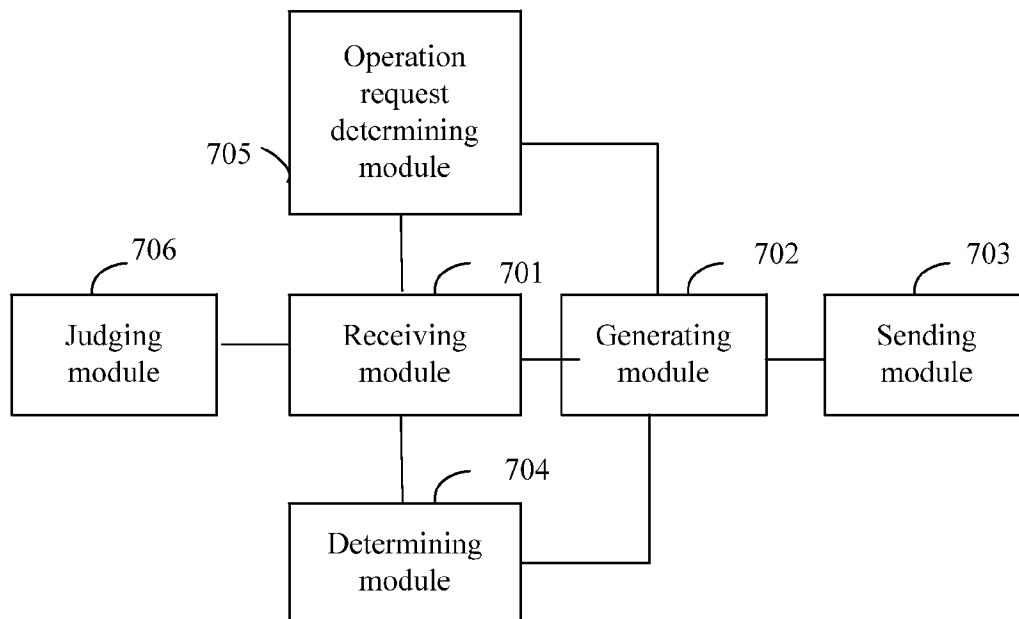 Operation
request
determining
module
705
706
701
702
703
Judging
module
Receiving
module
Generating
module
Sending
module
704
Determining
module